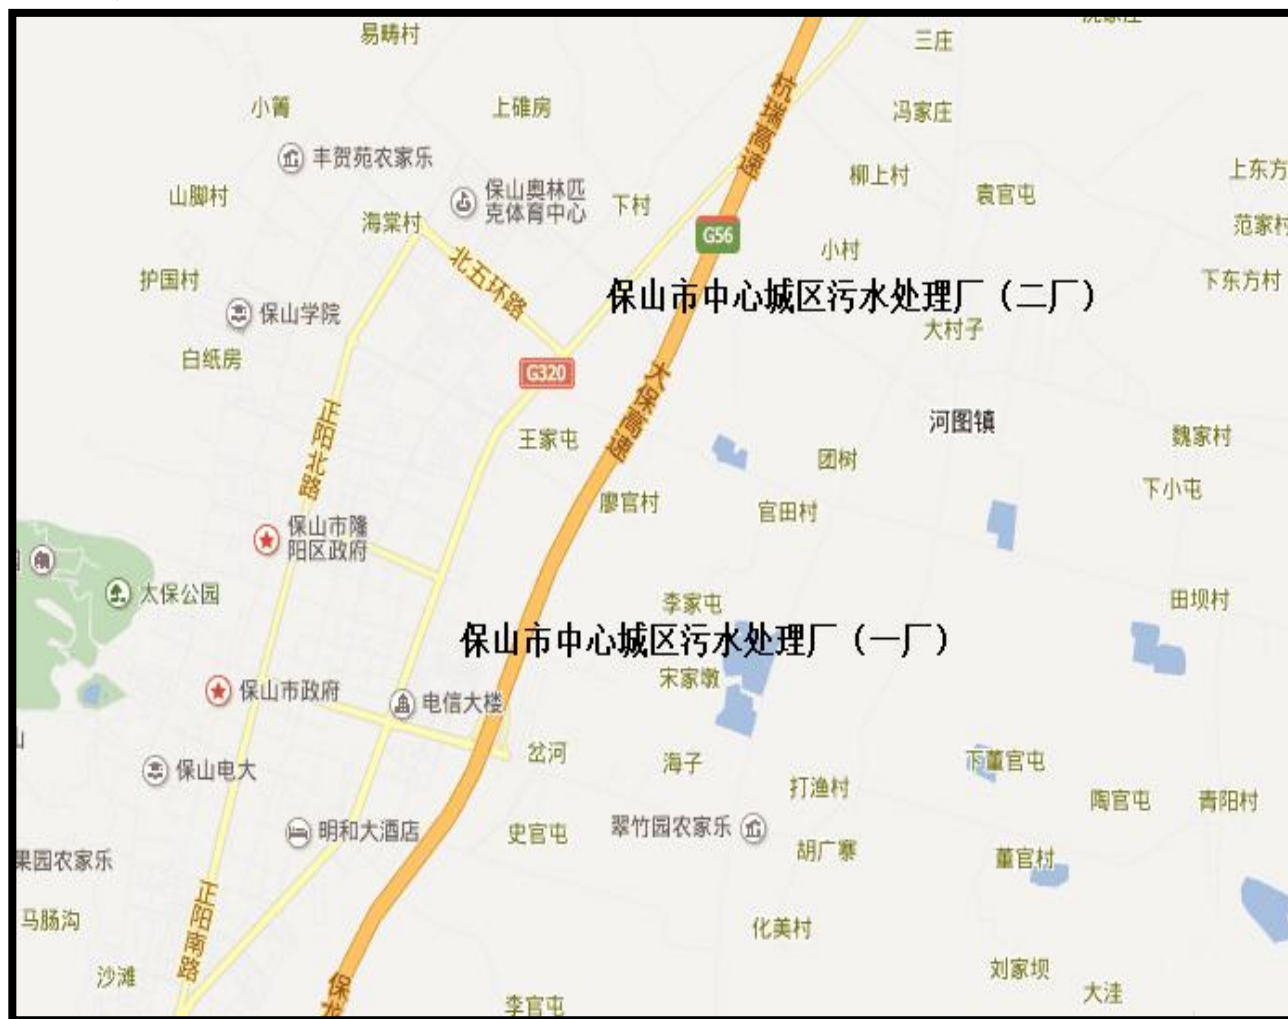 易畴村
三庄
小箐
上碓房
杭瑞高速
冯家庄
丰贺苑农家乐
保山奥林匹
克体育中心
柳上村
上东方
山脚村
海棠村
下村
袁官屯
范家村
G56
小村
北五环路
护国村
保山学院
保山市中心城区污水处理厂（二厂）
下东方村
大村子
白纸房
G320
大保高速
正阳北路
王家屯
河图镇
魏家村
团树
下小屯
廖官村
官田村
保山市隆
阳区政府
太保公园
李家屯
田坝村
保山市中心城区污水处理厂（一厂）
宋家墩
保山市政府
电信大楼
山
岔河
海子
下董官屯
保山电大
打渔村
陶官屯
青阳村
明和大酒店
史官屯
翠竹园农家乐
胡广寨
董官村
果园农家乐
正阳南路
马肠沟
化美村
沙滩
刘家坝
大洼
保龙
李官屯